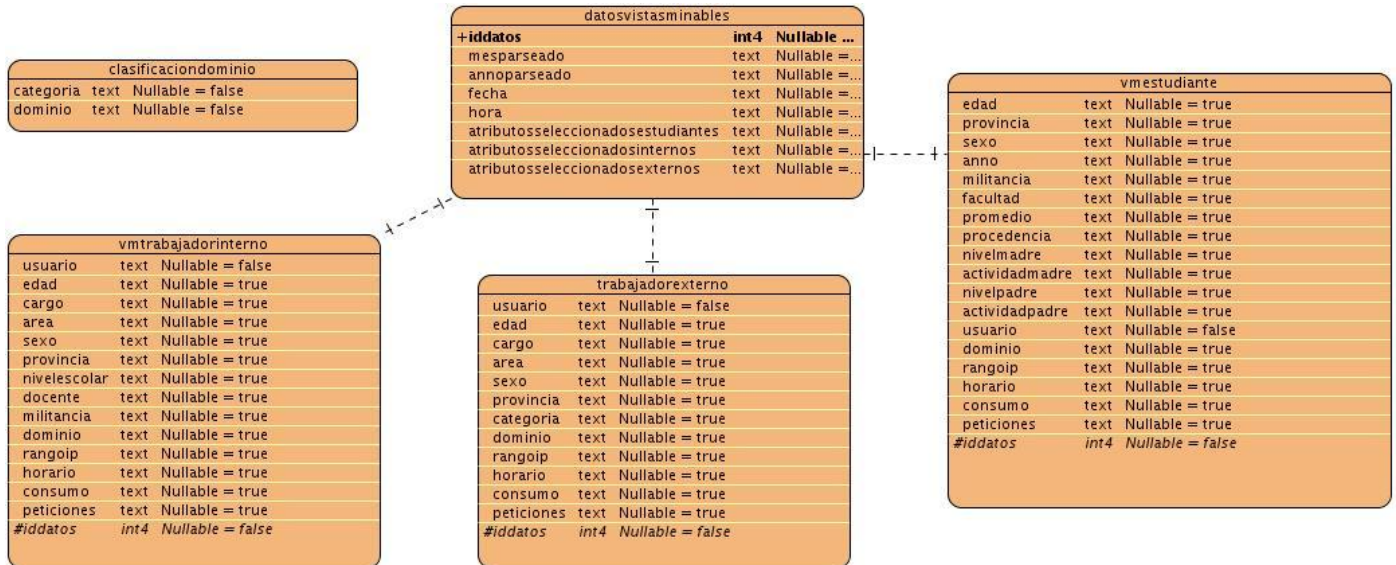 datosvistasminables
+iddatos int4 Nullable ...
mesparseado text Nullable =...
annoparseado text Nullable =...
fecha text Nullable =...
hora text Nullable =...
atributosseleccionadosestudiantes text Nullable =...
atributosseleccionadosinternos text Nullable =...
atributosseleccionadosexternos text Nullable =...
clasificaciondominio
categoria text Nullable = false
dominio text Nullable = false
vmestudiante
edad text Nullable = true
provincia text Nullable = true
sexo text Nullable = true
anno text Nullable = true
militancia text Nullable = true
facultad text Nullable = true
promedio text Nullable = true
procedencia text Nullable = true
nivelmadre text Nullable = true
actividadmadre text Nullable = true
nivelpadre text Nullable = true
actividadpadre text Nullable = true
usuario text Nullable = false
dominio text Nullable = true
rangoip text Nullable = true
horario text Nullable = true
consumo text Nullable = true
peticiones text Nullable = true
#iddatos int4 Nullable = false
vmtrabajadorinterno
usuario text Nullable = false
edad text Nullable = true
cargo text Nullable = true
area text Nullable = true
sexo text Nullable = true
provincia text Nullable = true
nivelescolar text Nullable = true
docente text Nullable = true
militancia text Nullable = true
dominio text Nullable = true
rangoip text Nullable = true
horario text Nullable = true
consumo text Nullable = true
peticiones text Nullable = true
#iddatos int4 Nullable = false
trabajadorexterno
usuario text Nullable = false
edad text Nullable = true
cargo text Nullable = true
area text Nullable = true
sexo text Nullable = true
provincia text Nullable = true
categoria text Nullable = true
dominio text Nullable = true
rangoip text Nullable = true
horario text Nullable = true
consumo text Nullable = true
peticiones text Nullable = true
#iddatos int4 Nullable = false